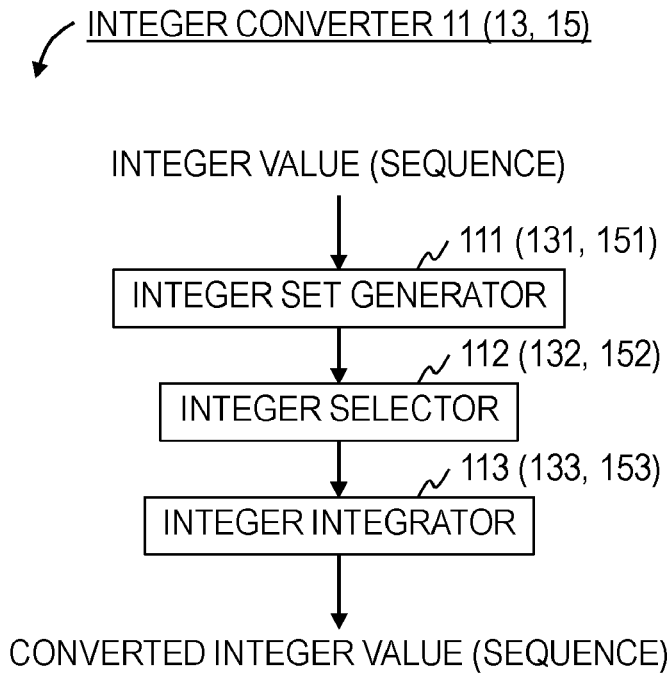 INTEGER CONVERTER 11 (13, 15)
INTEGER VALUE (SEQUENCE)
111 (131, 151)
INTEGER SET GENERATOR
112 (132, 152)
INTEGER SELECTOR
113 (133, 153)
INTEGER INTEGRATOR
CONVERTED INTEGER VALUE (SEQUENCE)